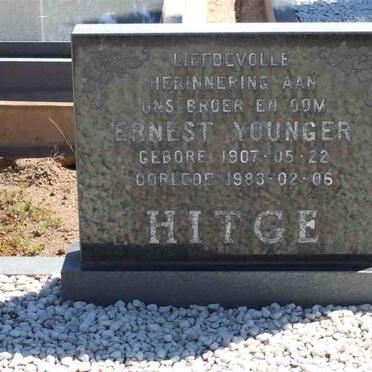 LIEFDEVOLLE
HERINNERING AAN
ONS BROER EN OOM
ERNEST YOUNGER
GEBORE 1907·05·22
OORLEDE 1983·02·06
HITGE